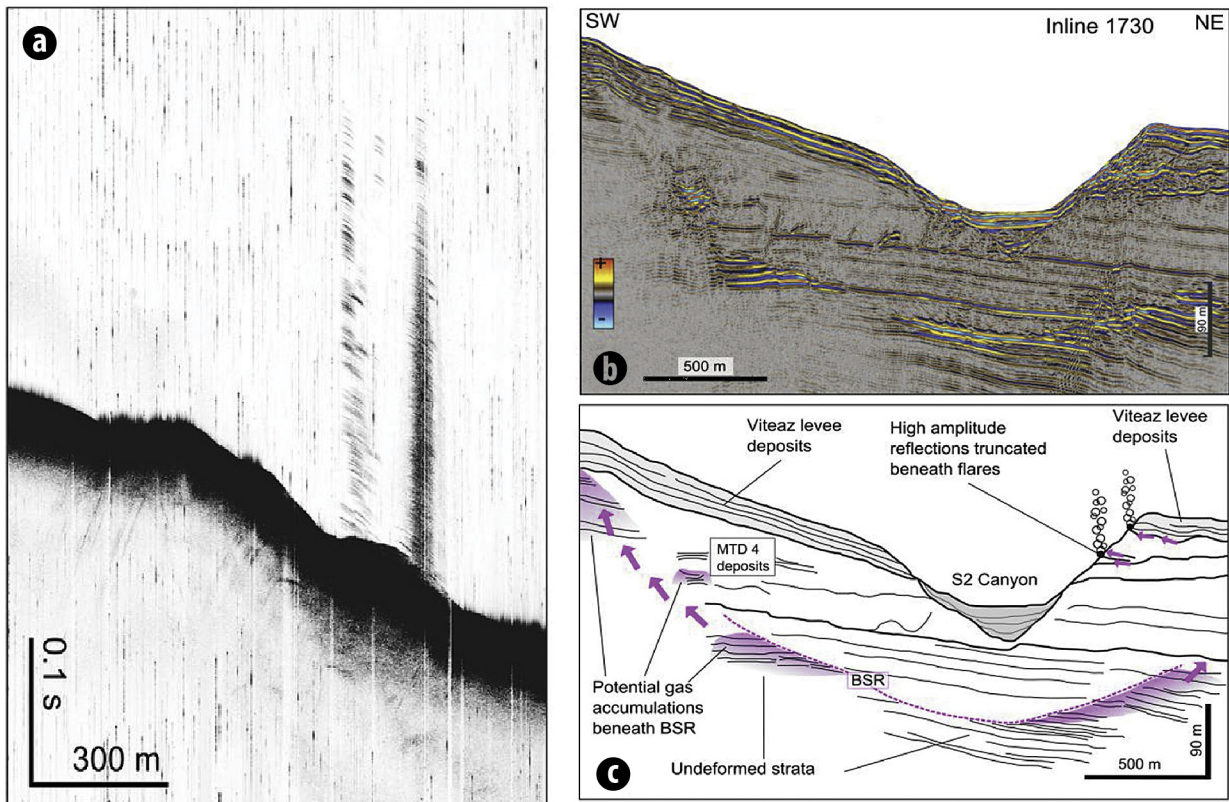 a
0.1 s
300 m
SW
Inline 1730
NE
+
-
90 m
b
500 m
Viteaz levee
deposits
High amplitude
reflections truncated
beneath flares
Viteaz levee
deposits
MTD 4
deposits
S2 Canyon
BSR
Potential gas
accumulations
beneath BSR
Undeformed strata
90 m
500 m
c